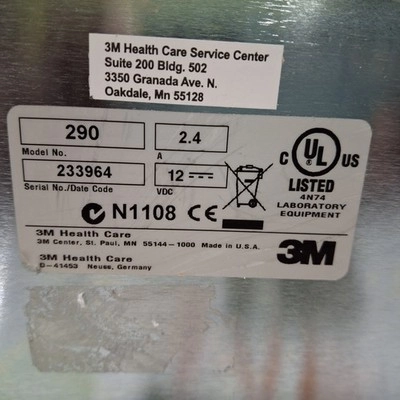 3M Health Care Service Center
Suite 200 Bldg. 502
3350 Granada Ave. N.
Oakdale, Mn 55128
290
2.4
Model No.
A
233964
12
Serial No./Date Code
VDC
C UL US
LISTED
4N74
LABORATORY
EQUIPMENT
N1108 CE
3M Health Care
3M Center, St. Paul, MN 55144-1000 Made in U.S.A.
3M Health Care
D-41453 Neuss, Germany
3M